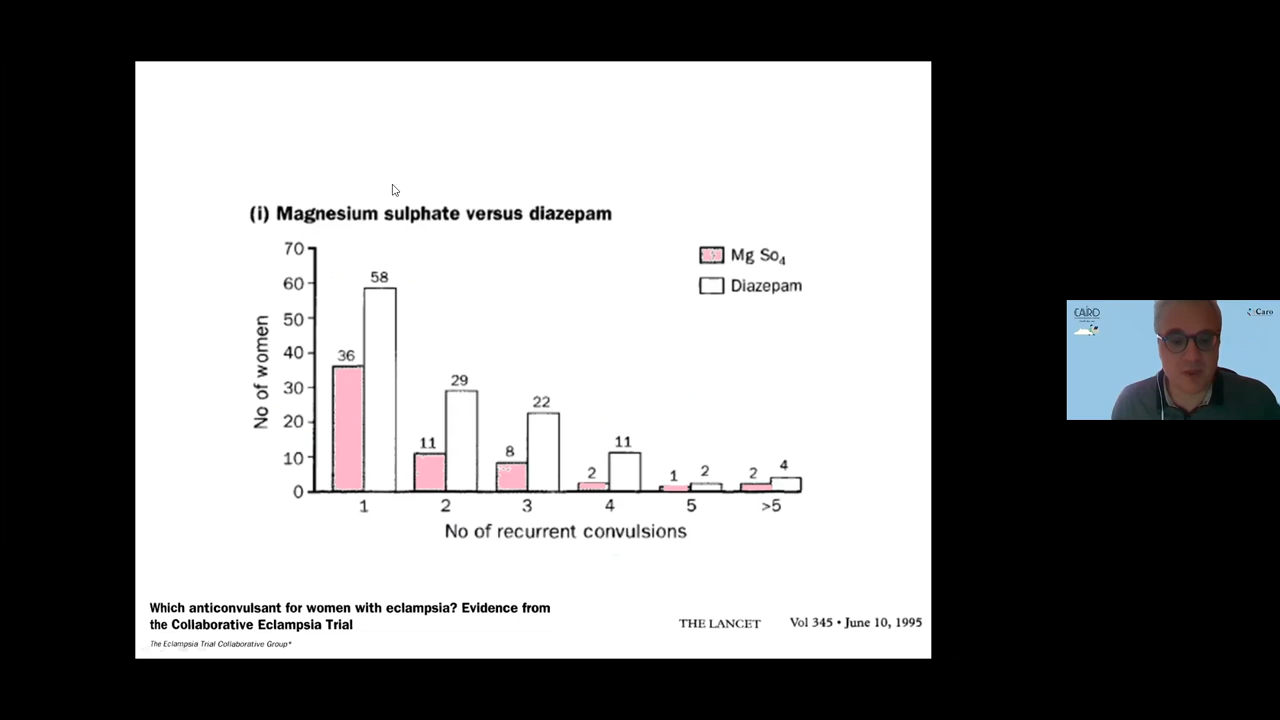 (i) Magnesium sulphate versus diazepam
Mg So4
Diazepam
No of women
70
60
50
40
30
20
10
0
36
58
11
29
8
22
2
11
1
2
2
4
1
2
3
4
5
>5
No of recurrent convulsions
Which anticonvulsant for women with eclampsia? Evidence from
the Collaborative Eclampsia Trial
The Eclampsia Trial Collaborative Group*
THE LANCET
Vol 345 • June 10, 1995
CAIRO
Caro